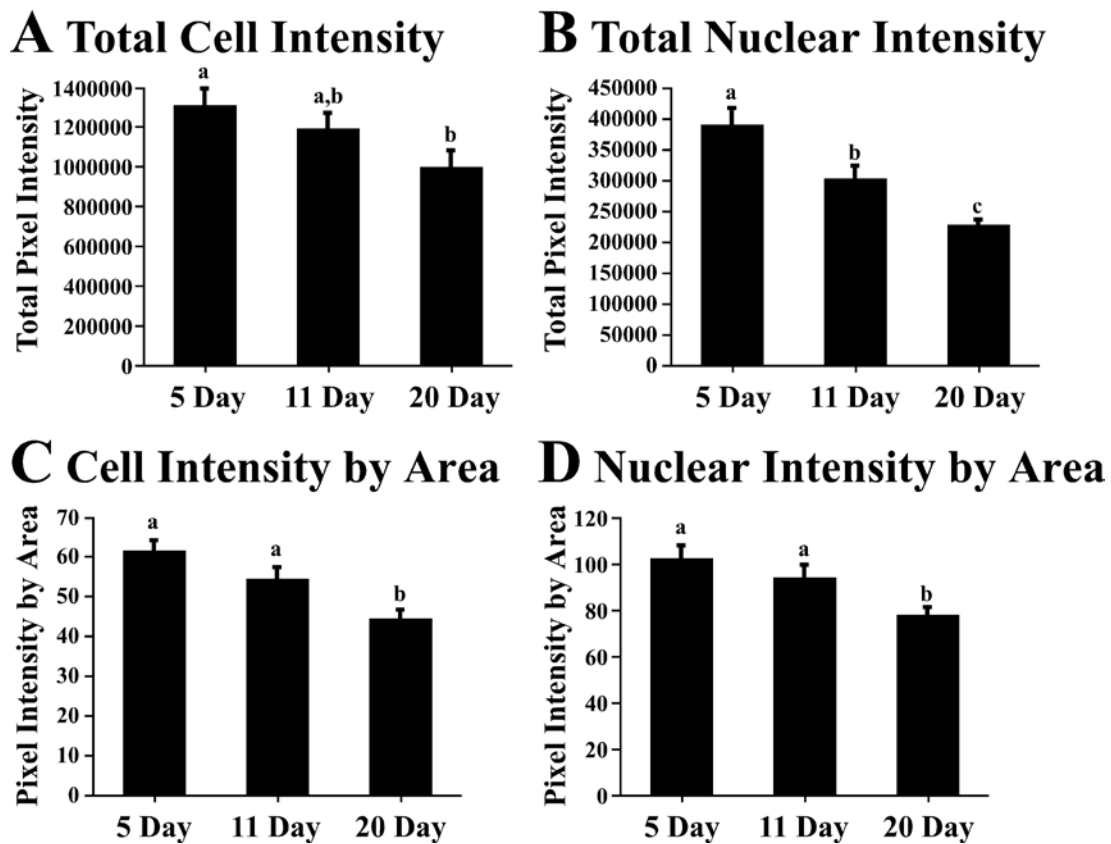 A Total Cell Intensity
Total Pixel Intensity
1400000
1200000
1000000
800000
600000
400000
200000
0
a
a,b
b
5 Day 11 Day 20 Day
B Total Nuclear Intensity
Total Pixel Intensity
450000
400000
350000
300000
250000
200000
150000
100000
50000
0
a
b
c
5 Day 11 Day 20 Day
C Cell Intensity by Area
Pixel Intensity by Area
70
60
50
40
30
20
10
0
a
a
b
5 Day 11 Day 20 Day
D Nuclear Intensity by Area
Pixel Intensity by Area
120
100
80
60
40
20
0
a
a
b
5 Day 11 Day 20 Day